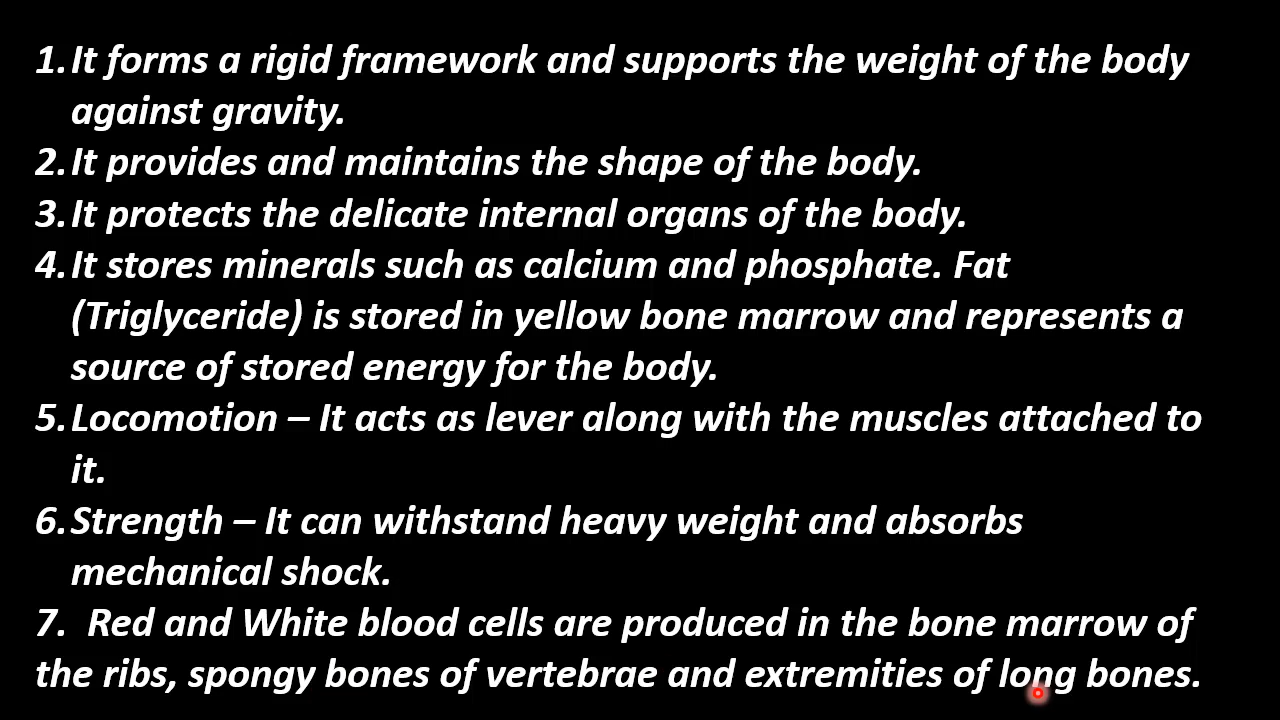 1. It forms a rigid framework and supports the weight of the body
against gravity.
2. It provides and maintains the shape of the body.
3. It protects the delicate internal organs of the body.
4. It stores minerals such as calcium and phosphate. Fat
(Triglyceride) is stored in yellow bone marrow and represents a
source of stored energy for the body.
5. Locomotion – It acts as lever along with the muscles attached to
it.
6. Strength – It can withstand heavy weight and absorbs
mechanical shock.
7. Red and White blood cells are produced in the bone marrow of
the ribs, spongy bones of vertebrae and extremities of long bones.